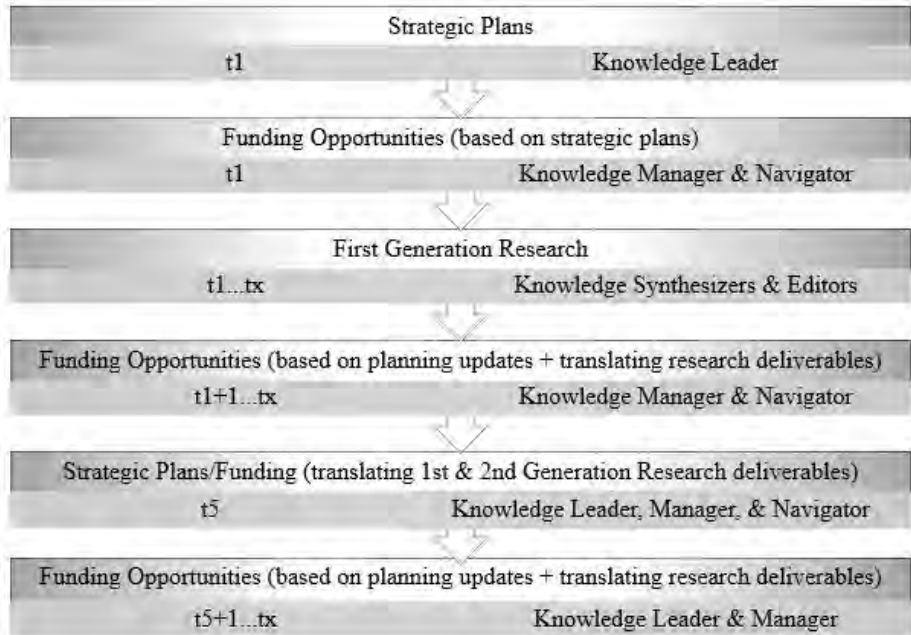 Strategic Plans
t1 Knowledge Leader
Funding Opportunities (based on strategic plans)
t1 Knowledge Manager & Navigator
First Generation Research
t1...tx Knowledge Synthesizers & Editors
Funding Opportunities (based on planning updates + translating research deliverables)
t1+1...tx Knowledge Manager & Navigator
Strategic Plans/Funding (translating 1st & 2nd Generation Research deliverables)
t5 Knowledge Leader, Manager, & Navigator
Funding Opportunities (based on planning updates + translating research deliverables)
t5+1...tx Knowledge Leader & Manager